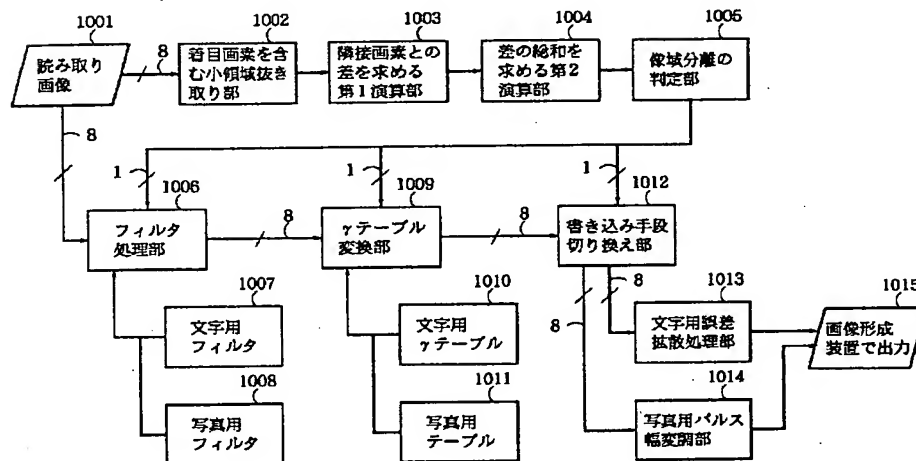 1001
読み取り
画像
8
1002
着目画素を含
む小領域抜き
取り部
1003
隣接画素との
差を求める
第1演算部
1004
差の総和を
求める第2
演算部
1005
像域分離の
判定部
8
1
1006
フィルタ
処理部
8
1
1009
γテーブル
変換部
8
1
1012
書き込み手段
切り換え部
1007
文字用
フィルタ
1008
写真用
フィルタ
1010
文字用
γテーブル
1011
写真用
テーブル
8
8
1013
文字用誤差
拡散処理部
1014
写真用パルス
幅変調部
1015
画像形成
装置で出力